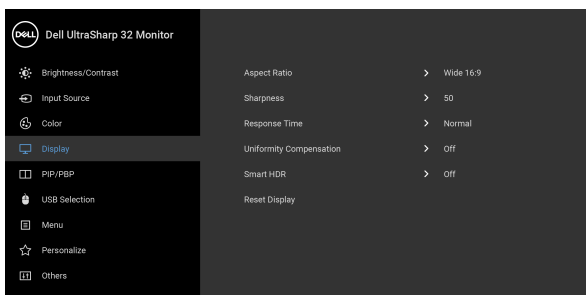 DELL Dell UltraSharp 32 Monitor
Brightness/Contrast
Input Source
Color
Display
PIP/PBP
USB Selection
Menu
Personalize
Others
Aspect Ratio > Wide 16:9
Sharpness > 50
Response Time > Normal
Uniformity Compensation > Off
Smart HDR > Off
Reset Display